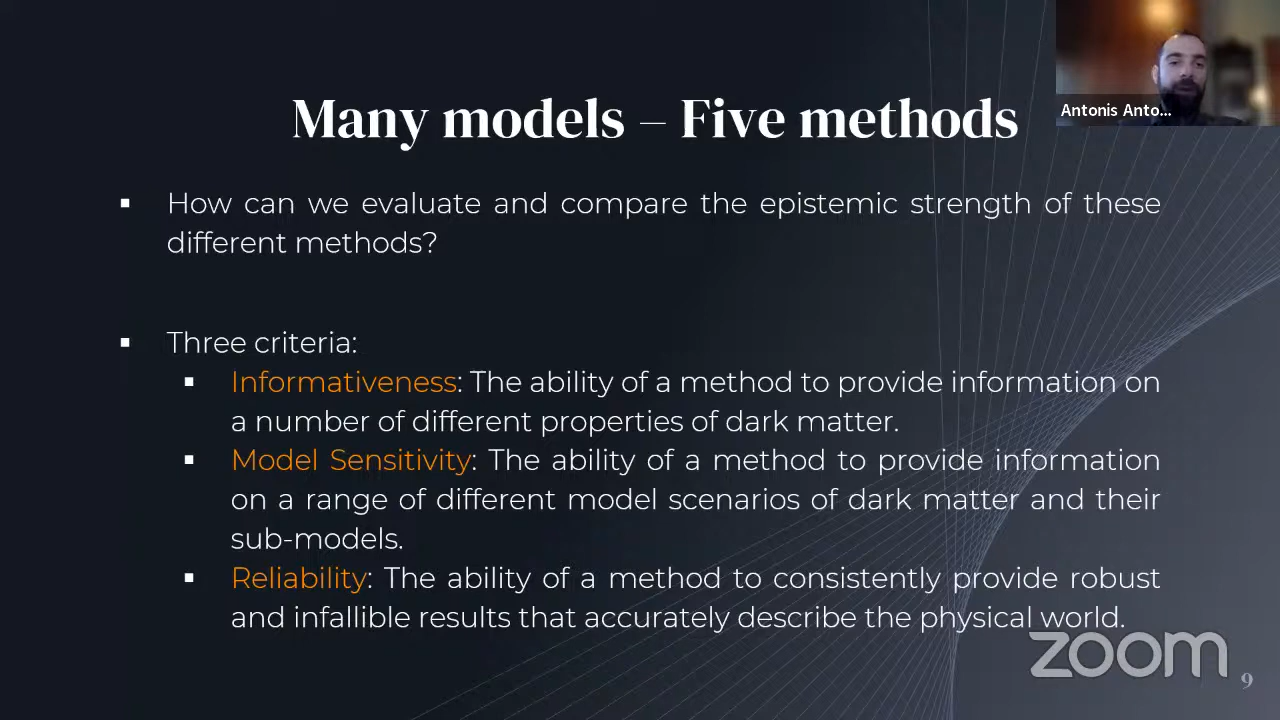 Antonis Anto...
Many models – Five methods
▪ How can we evaluate and compare the epistemic strength of these
different methods?
▪ Three criteria:
▪ Informativeness: The ability of a method to provide information on
a number of different properties of dark matter.
▪ Model Sensitivity: The ability of a method to provide information
on a range of different model scenarios of dark matter and their
sub-models.
▪ Reliability: The ability of a method to consistently provide robust
and infallible results that accurately describe the physical world.
zoom
9